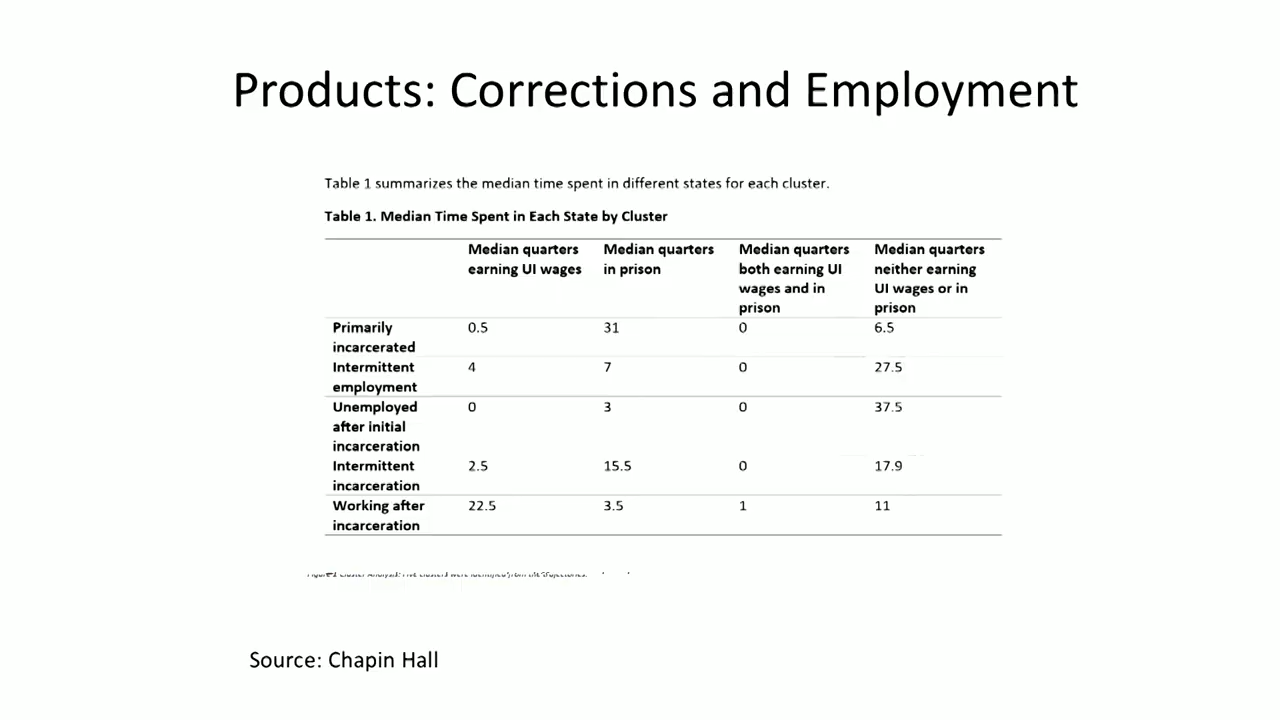 Products: Corrections and Employment
Table 1 summarizes the median time spent in different states for each cluster.
Table 1. Median Time Spent in Each State by Cluster
Median quarters Median quarters Median quarters Median quarters
earning UI wages in prison both earning UI neither earning
wages and in UI wages or in
prison prison
Primarily 0.5 31 0 6.5
incarcerated
Intermittent 4 7 0 27.5
employment
Unemployed 0 3 0 37.5
after initial
incarceration
Intermittent 2.5 15.5 0 17.9
incarceration
Working after 22.5 3.5 1 11
incarceration
Source: Chapin Hall